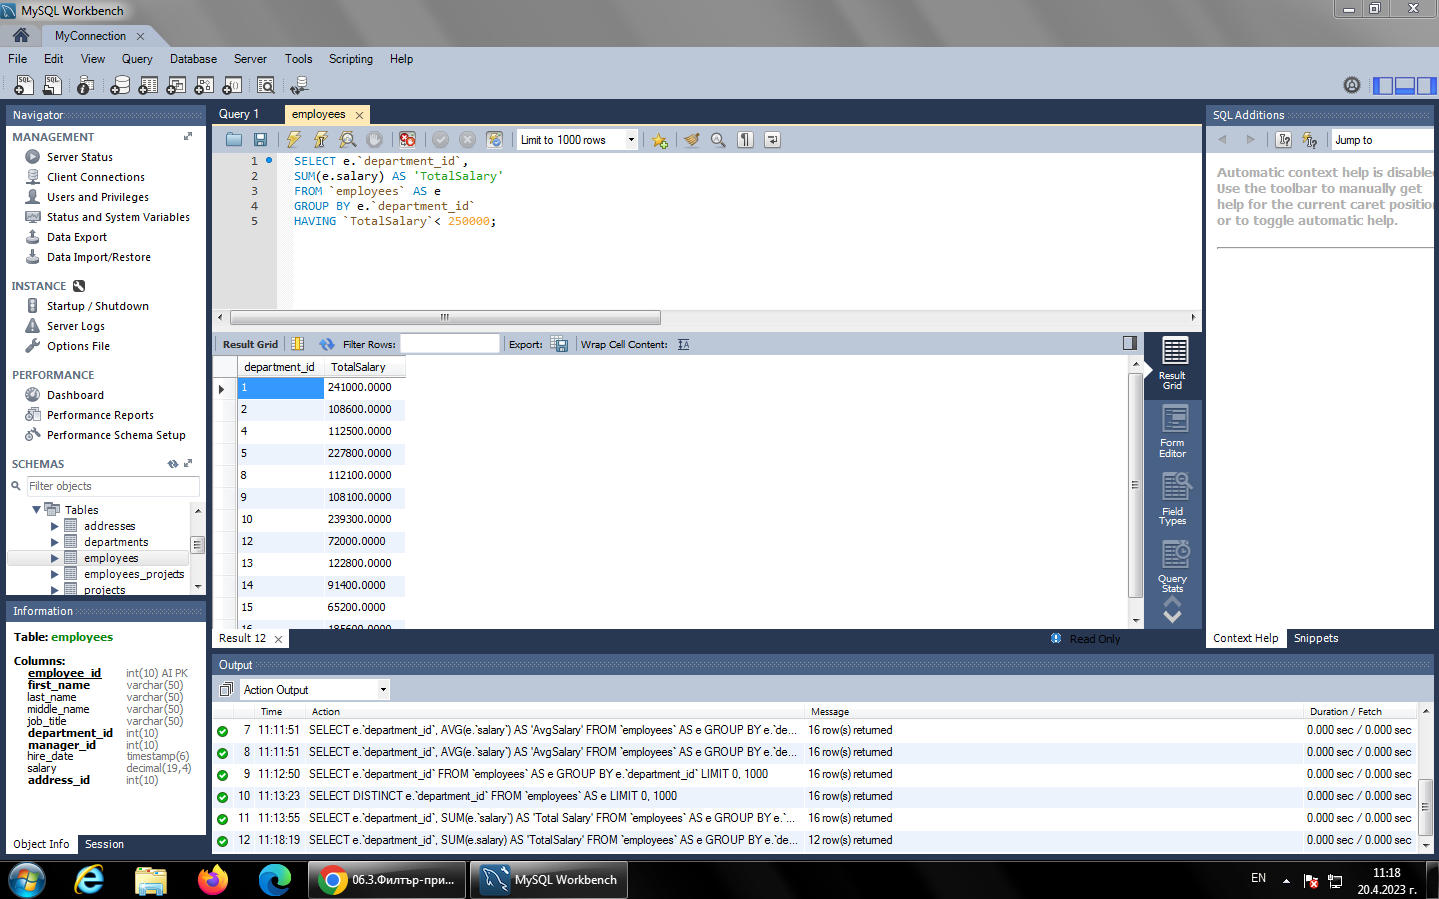 MySQL Workbench
MyConnection
File Edit View Query Database Server Tools Scripting Help
Navigator
MANAGEMENT
Server Status
Client Connections
Users and Privileges
Status and System Variables
Data Export
Data Import/Restore
INSTANCE
Startup / Shutdown
Server Logs
Options File
PERFORMANCE
Dashboard
Performance Reports
Performance Schema Setup
SCHEMAS
Filter objects
Tables
addresses
departments
employees
employees_projects
projects
Information
Table: employees
Columns:
employee_id int(10) AI PK
first_name varchar(50)
last_name varchar(50)
middle_name varchar(50)
job_title varchar(50)
department_id int(10)
manager_id int(10)
hire_date timestamp(6)
salary decimal(19,4)
address_id int(10)
Object Info Session
Query 1 employees
Limit to 1000 rows
1 SELECT e.`department_id`,
2 SUM(e.salary) AS 'TotalSalary'
3 FROM `employees` AS e
4 GROUP BY e.`department_id`
5 HAVING `TotalSalary`< 250000;
Result Grid Filter Rows: Export: Wrap Cell Content:
department_id TotalSalary
1 241000.0000
2 108600.0000
4 112500.0000
5 227800.0000
8 112100.0000
9 108100.0000
10 239300.0000
12 72000.0000
13 122800.0000
14 91400.0000
15 65200.0000
16 185600.0000
Result Grid
Form Editor
Field Types
Query Stats
Result 12 Read Only
SQL Additions
Jump to
Automatic context help is disabled.
Use the toolbar to manually get
help for the current caret position
or to toggle automatic help.
Context Help Snippets
Output
Action Output
Time Action Message Duration / Fetch
7 11:11:51 SELECT e.`department_id`, AVG(e.`salary`) AS 'AvgSalary' FROM `employees` AS e GROUP BY e.`de... 16 row(s) returned 0.000 sec / 0.000 sec
8 11:11:51 SELECT e.`department_id`, AVG(e.`salary`) AS 'AvgSalary' FROM `employees` AS e GROUP BY e.`de... 16 row(s) returned 0.000 sec / 0.000 sec
9 11:12:50 SELECT e.`department_id` FROM `employees` AS e GROUP BY e.`department_id` LIMIT 0, 1000 16 row(s) returned 0.000 sec / 0.000 sec
10 11:13:23 SELECT DISTINCT e.`department_id` FROM `employees` AS e LIMIT 0, 1000 16 row(s) returned 0.000 sec / 0.000 sec
11 11:13:55 SELECT e.`department_id`, SUM(e.`salary`) AS 'Total Salary' FROM `employees` AS e GROUP BY e.`... 16 row(s) returned 0.000 sec / 0.000 sec
12 11:18:19 SELECT e.`department_id`, SUM(e.salary) AS 'TotalSalary' FROM `employees` AS e GROUP BY e.`de... 12 row(s) returned 0.000 sec / 0.000 sec
06.3.Филтър-при...
MySQL Workbench
EN
11:18
20.4.2023 г.